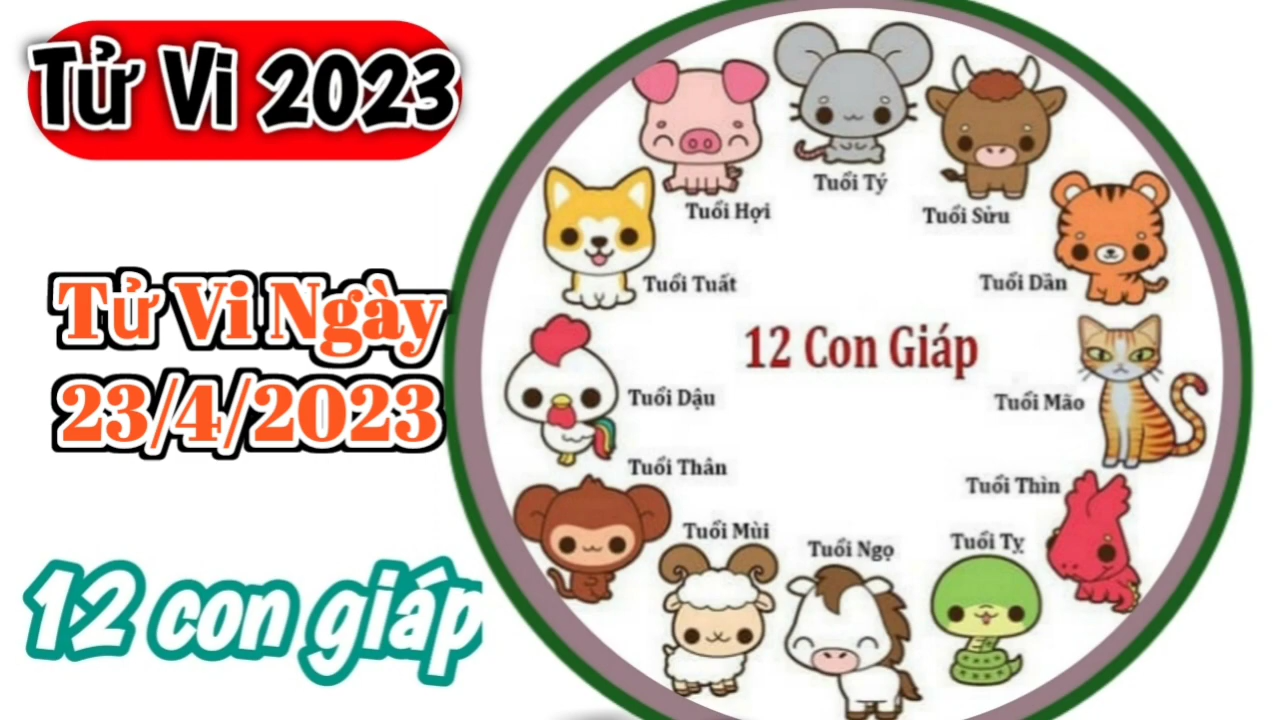 Tử Vi 2023
Tử Vi Ngày
23/4/2023
12 con giáp
Tuổi Tý
Tuổi Hợi
Tuổi Sửu
Tuổi Tuất
Tuổi Dần
12 Con Giáp
Tuổi Dậu
Tuổi Mão
Tuổi Thân
Tuổi Thìn
Tuổi Mùi
Tuổi Ngọ
Tuổi Tỵ